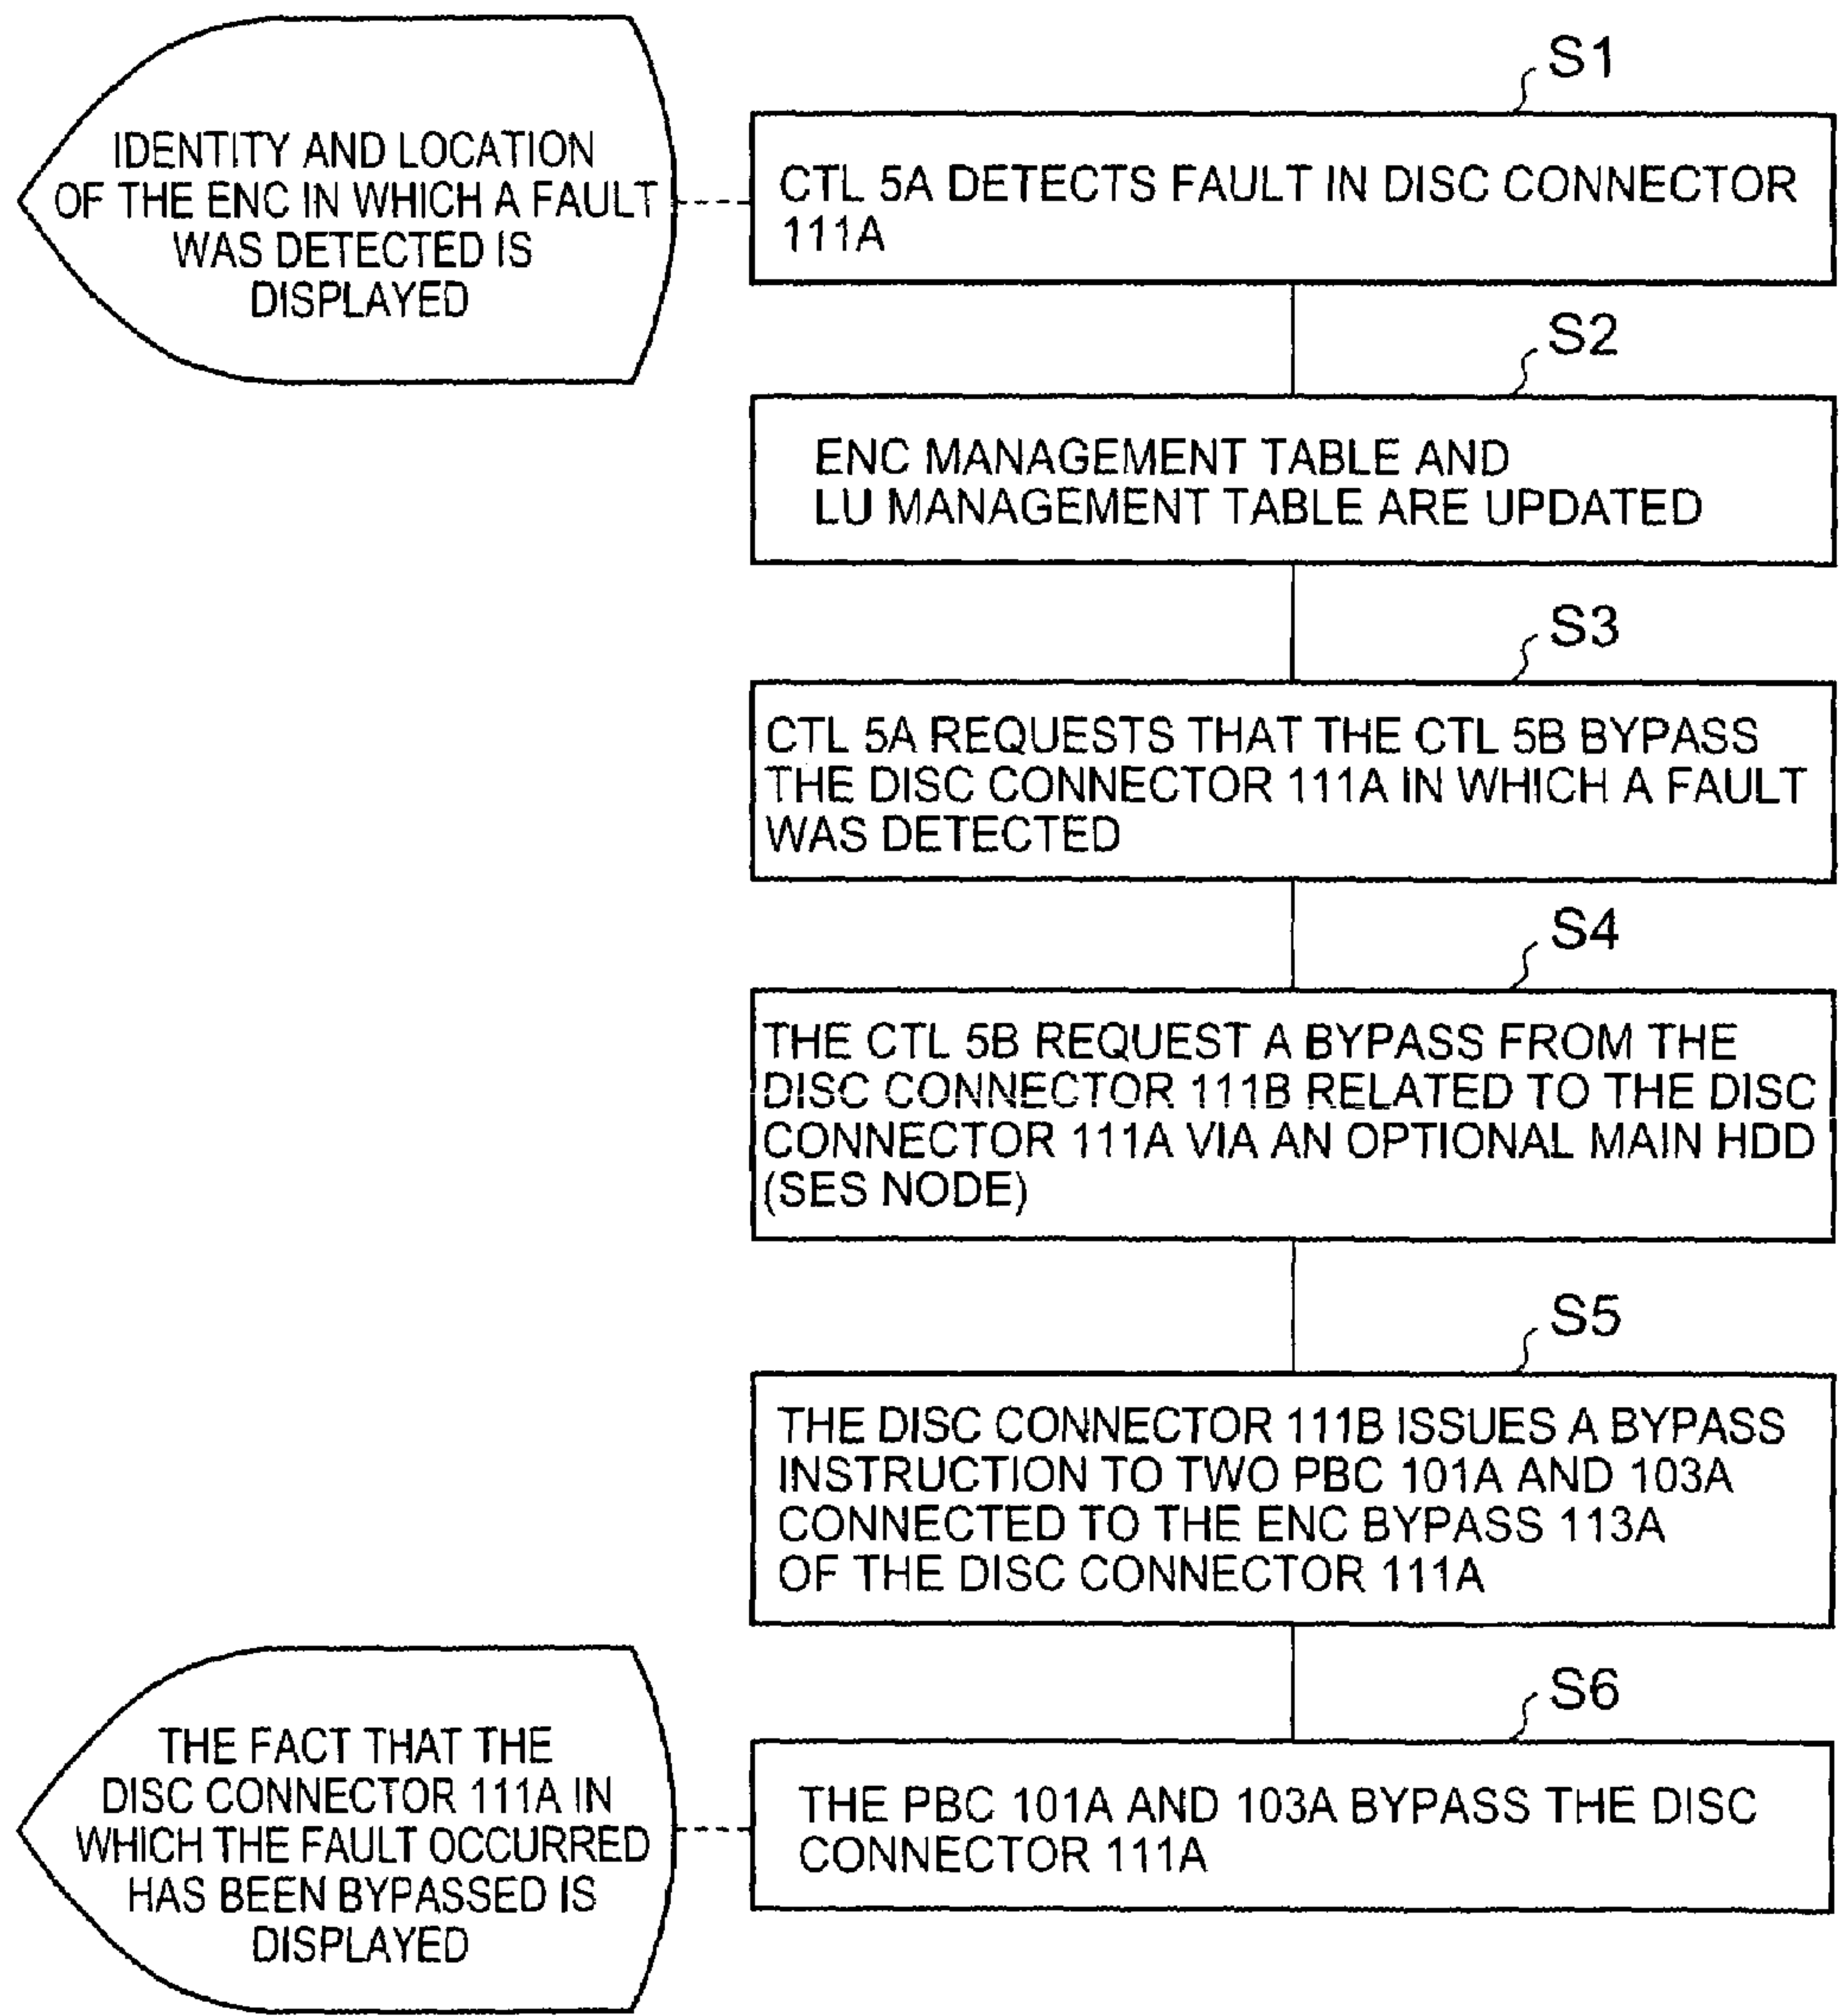 S1
IDENTITY AND LOCATION
OF THE ENC IN WHICH A FAULT
WAS DETECTED IS
DISPLAYED
CTL 5A DETECTS FAULT IN DISC CONNECTOR
111A
S2
ENC MANAGEMENT TABLE AND
LU MANAGEMENT TABLE ARE UPDATED
S3
CTL 5A REQUESTS THAT THE CTL 5B BYPASS
THE DISC CONNECTOR 111A IN WHICH A FAULT
WAS DETECTED
S4
THE CTL 5B REQUEST A BYPASS FROM THE
DISC CONNECTOR 111B RELATED TO THE DISC
CONNECTOR 111A VIA AN OPTIONAL MAIN HDD
(SES NODE)
S5
THE DISC CONNECTOR 111B ISSUES A BYPASS
INSTRUCTION TO TWO PBC 101A AND 103A
CONNECTED TO THE ENC BYPASS 113A
OF THE DISC CONNECTOR 111A
S6
THE FACT THAT THE
DISC CONNECTOR 111A IN
WHICH THE FAULT OCCURRED
HAS BEEN BYPASSED IS
DISPLAYED
THE PBC 101A AND 103A BYPASS THE DISC
CONNECTOR 111A